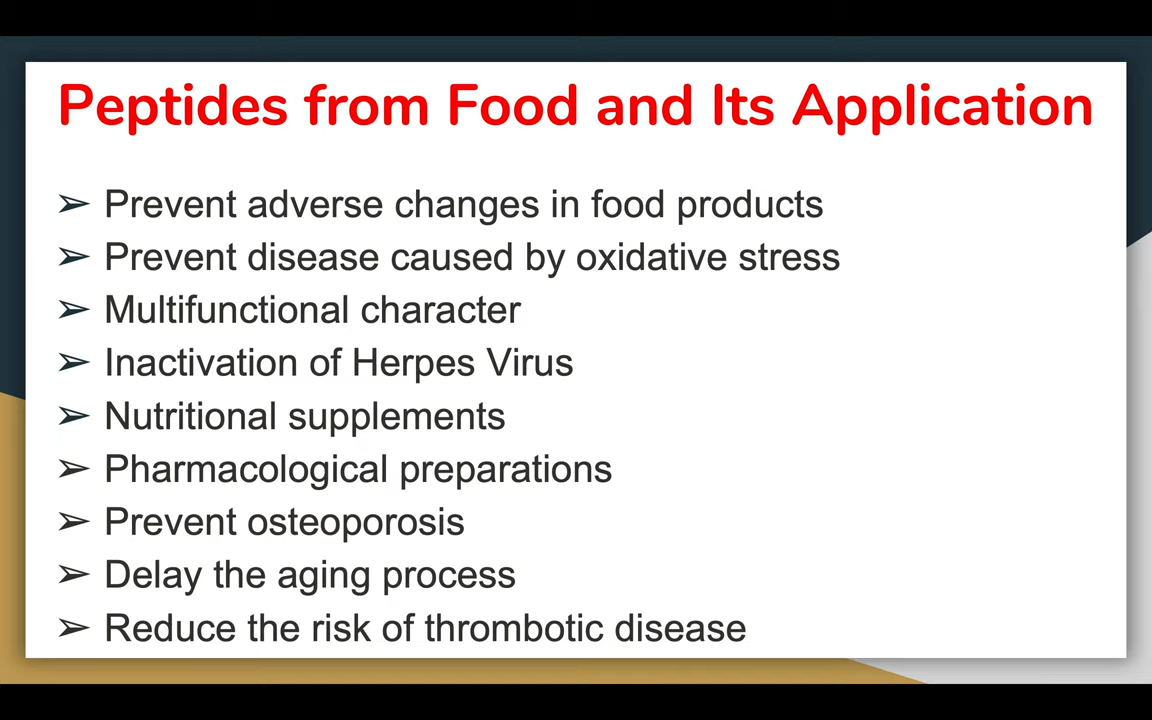 Peptides from Food and Its Application
➢ Prevent adverse changes in food products
➢ Prevent disease caused by oxidative stress
➢ Multifunctional character
➢ Inactivation of Herpes Virus
➢ Nutritional supplements
➢ Pharmacological preparations
➢ Prevent osteoporosis
➢ Delay the aging process
➢ Reduce the risk of thrombotic disease